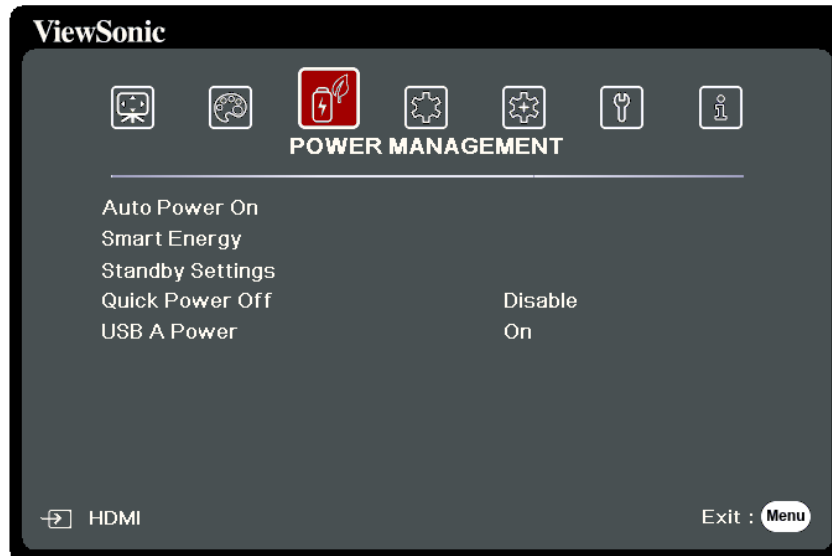 ViewSonic
POWER MANAGEMENT
Auto Power On
Smart Energy
Standby Settings
Quick Power Off Disable
USB A Power On
HDMI Exit : Menu